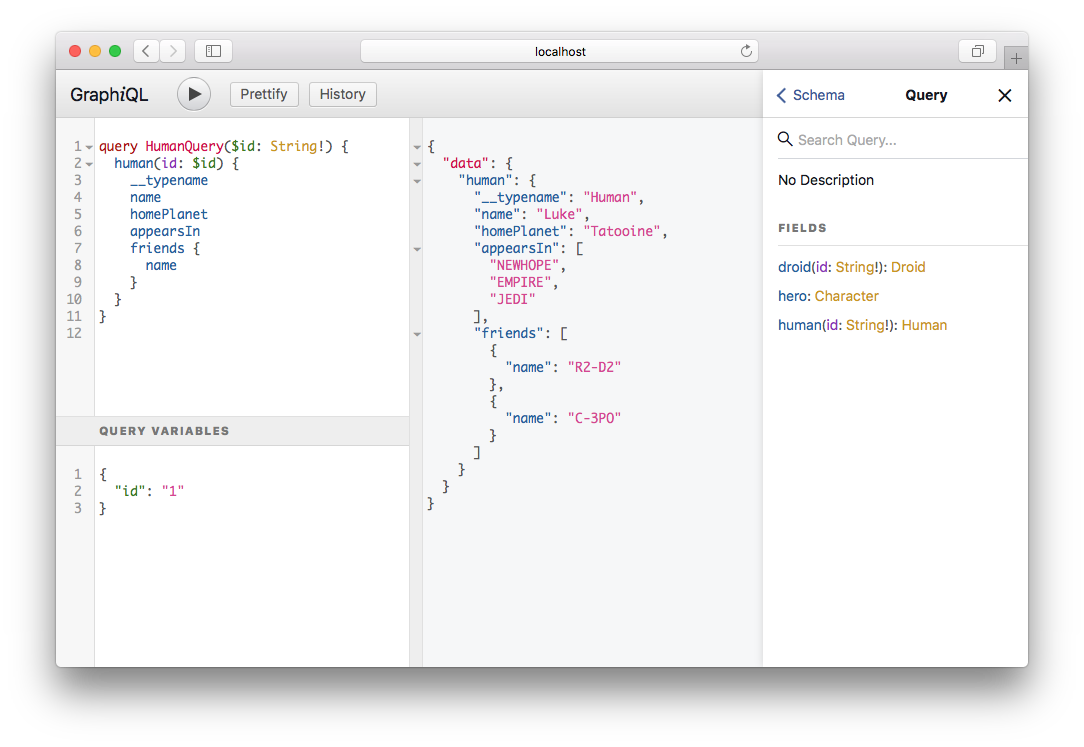 localhost
GraphiQL
Prettify
History
Schema
Query
1 query HumanQuery($id: String!) {
2   human(id: $id) {
3     __typename
4     name
5     homePlanet
6     appearsIn
7     friends {
8       name
9     }
10   }
11 }
12
QUERY VARIABLES
1 {
2   "id": "1"
3 }
{
  "data": {
    "human": {
      "__typename": "Human",
      "name": "Luke",
      "homePlanet": "Tatooine",
      "appearsIn": [
        "NEWHOPE",
        "EMPIRE",
        "JEDI"
      ],
      "friends": [
        {
          "name": "R2-D2"
        },
        {
          "name": "C-3PO"
        }
      ]
    }
  }
}
Search Query...
No Description
FIELDS
droid(id: String!): Droid
hero: Character
human(id: String!): Human